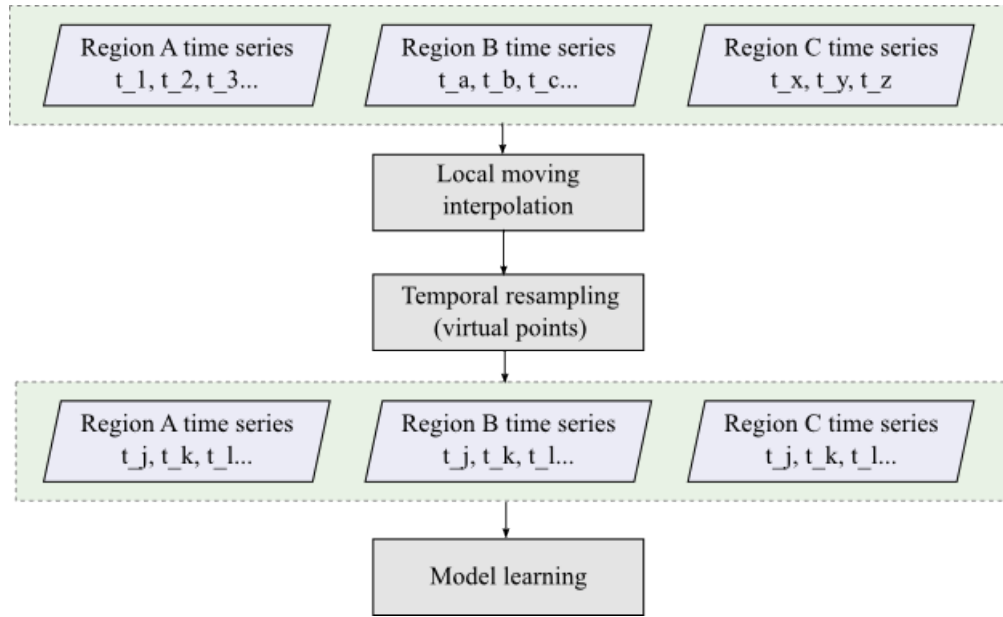 Region A time series
t_1, t_2, t_3...
Region B time series
t_a, t_b, t_c...
Region C time series
t_x, t_y, t_z
Local moving
interpolation
Temporal resampling
(virtual points)
Region A time series
t_j, t_k, t_l...
Region B time series
t_j, t_k, t_l...
Region C time series
t_j, t_k, t_l...
Model learning